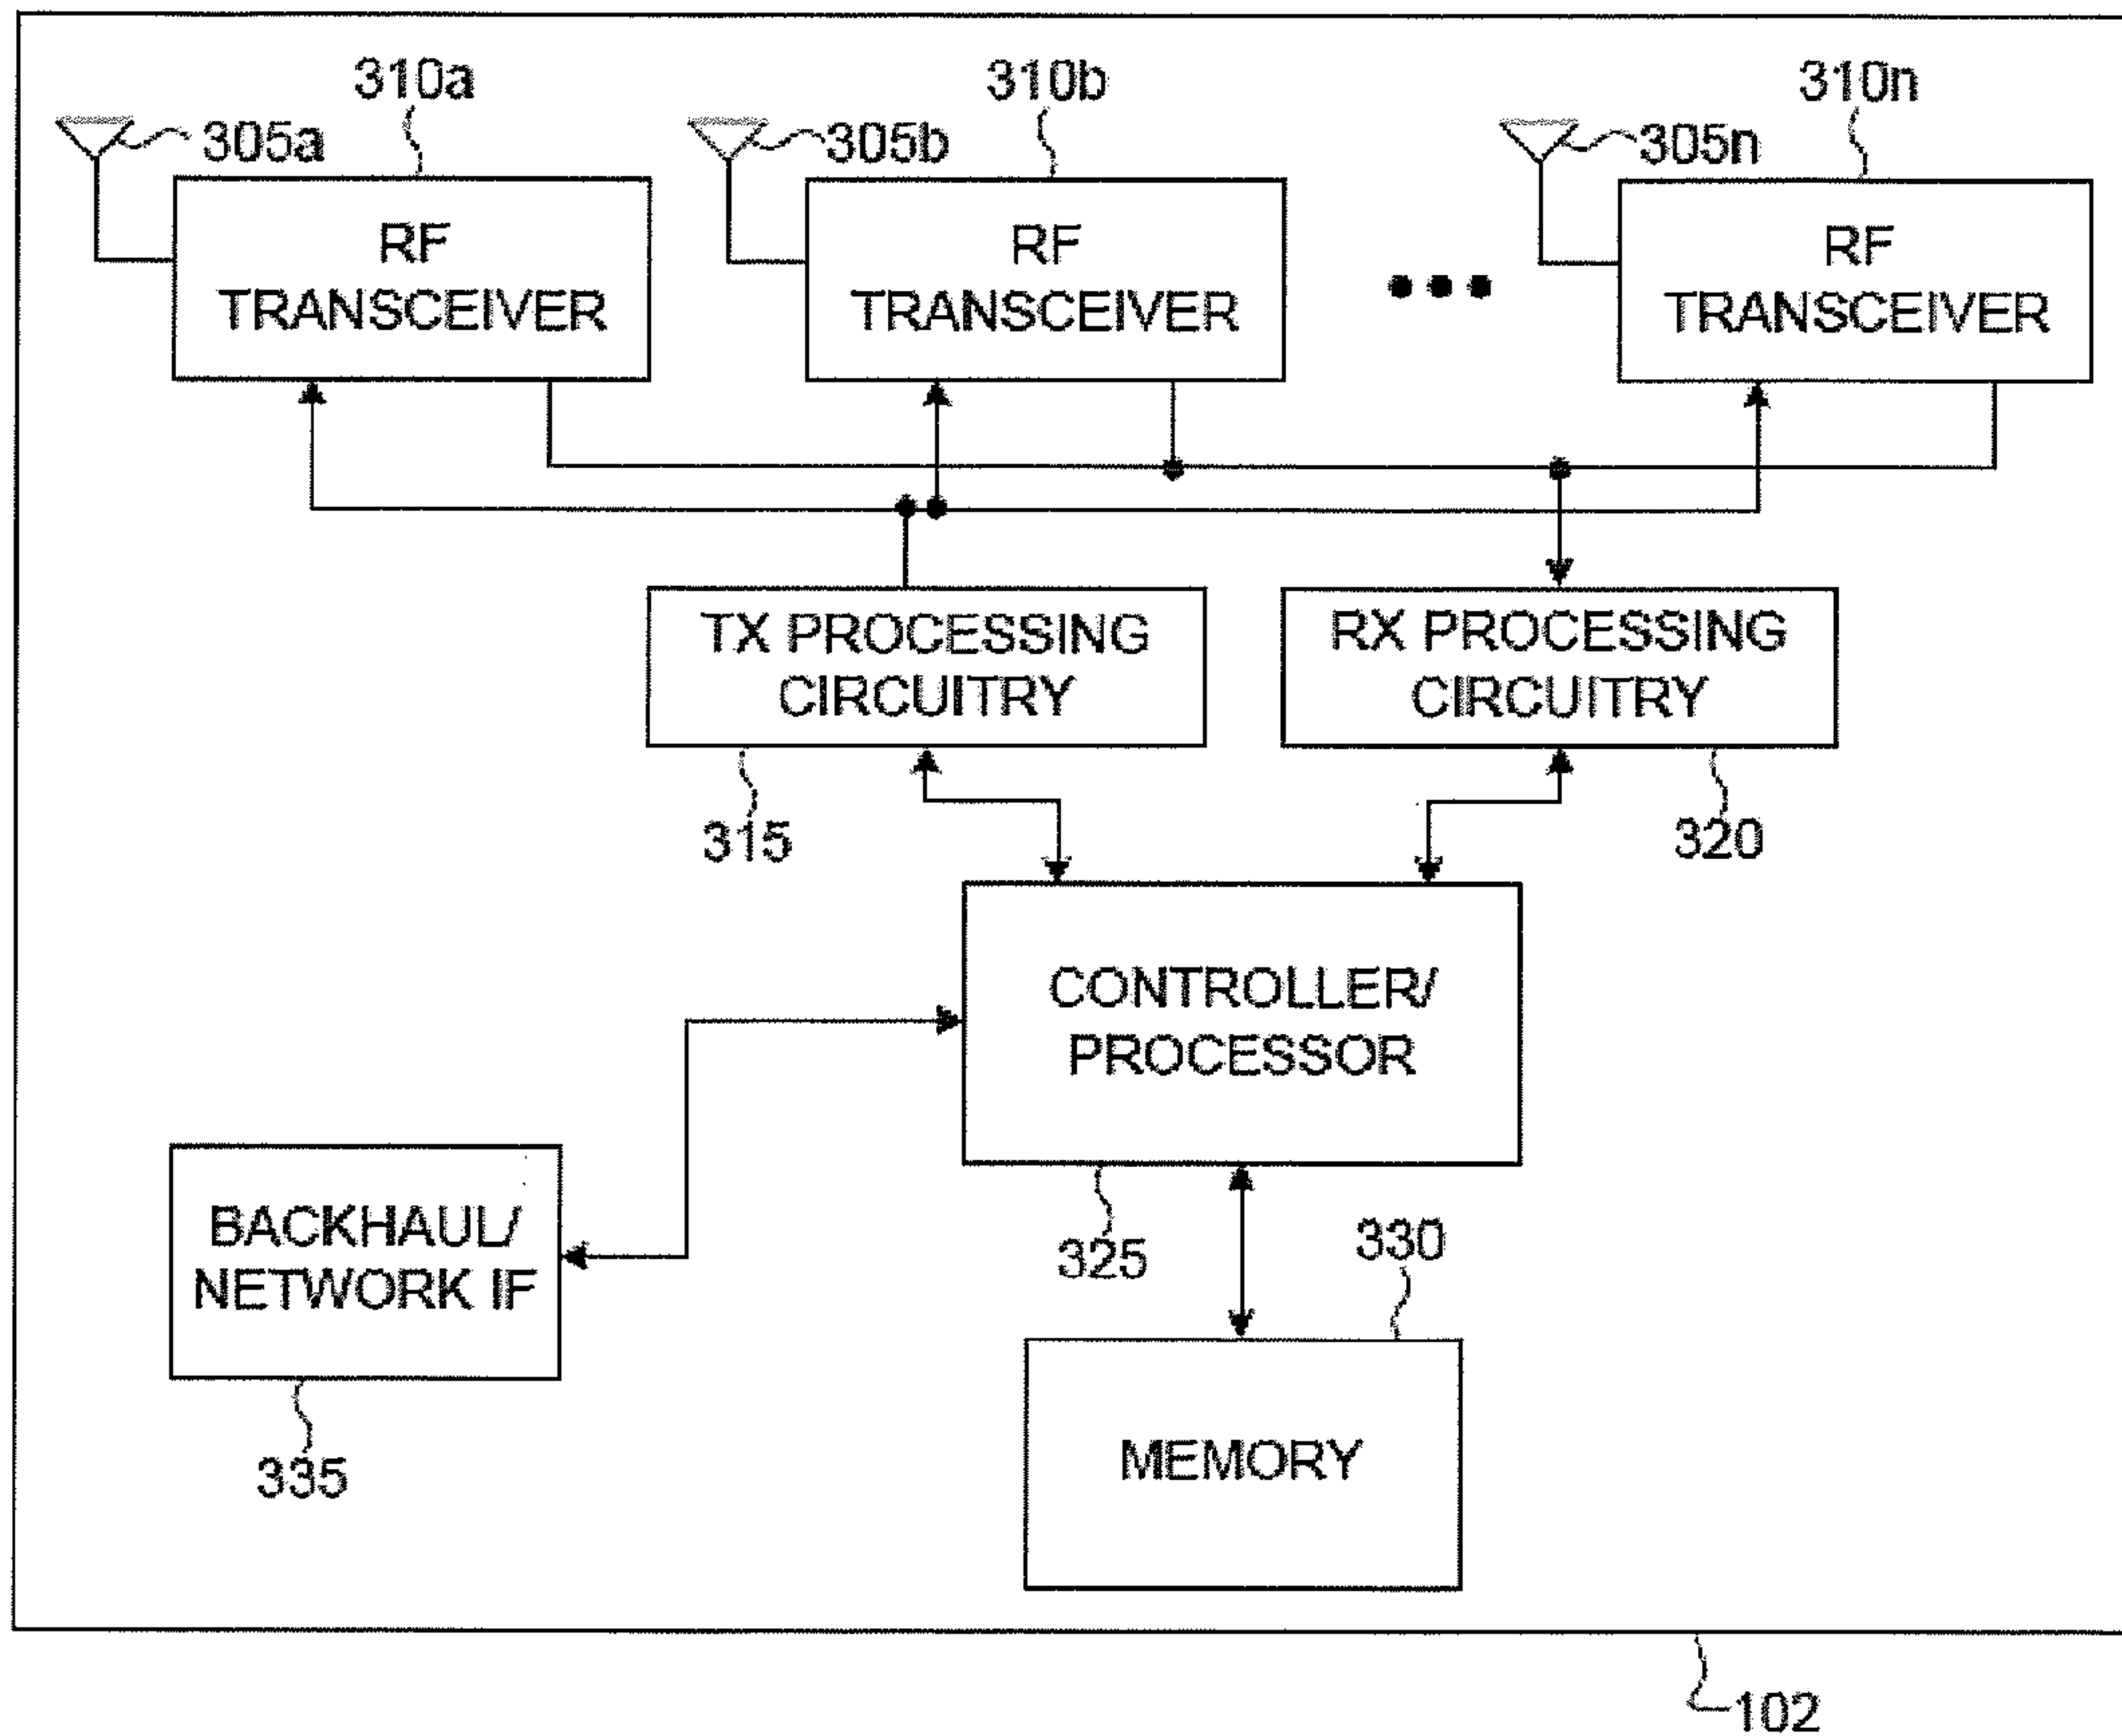 310a
310b
310n
305a
305b
305n
RF
TRANSCEIVER
RF
TRANSCEIVER
RF
TRANSCEIVER
TX PROCESSING
CIRCUITRY
RX PROCESSING
CIRCUITRY
315
320
CONTROLLER/
PROCESSOR
BACKHAUL/
NETWORK IF
325
330
335
MEMORY
102